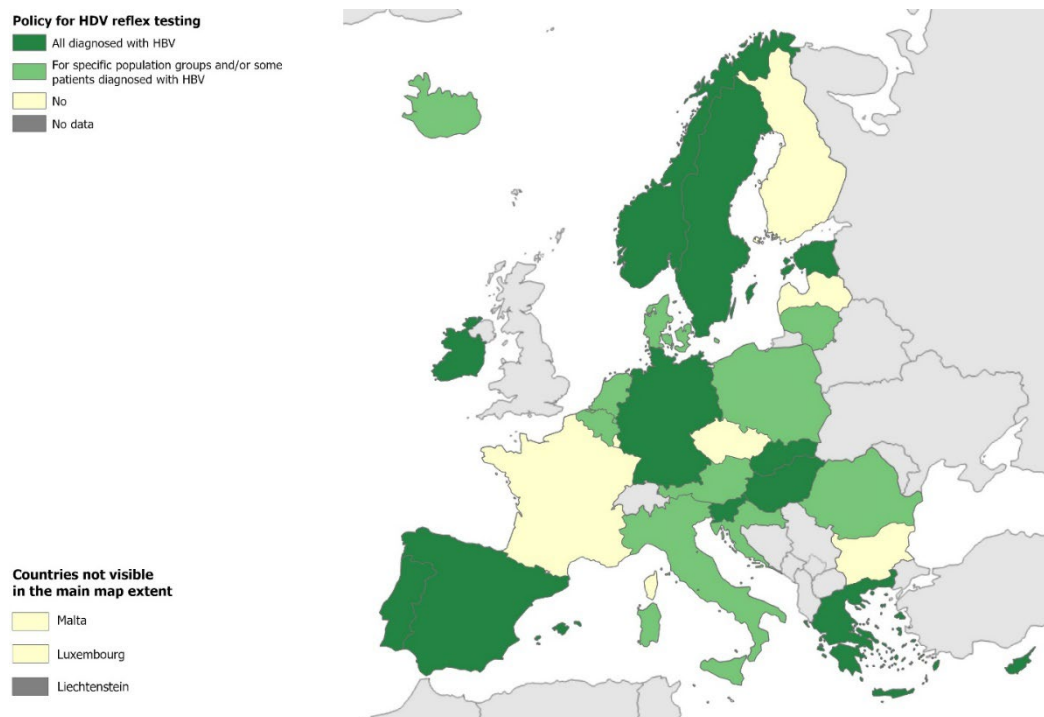 Policy for HDV reflex testing
All diagnosed with HBV
For specific population groups and/or some
patients diagnosed with HBV
No
No data
Countries not visible
in the main map extent
Malta
Luxembourg
Liechtenstein